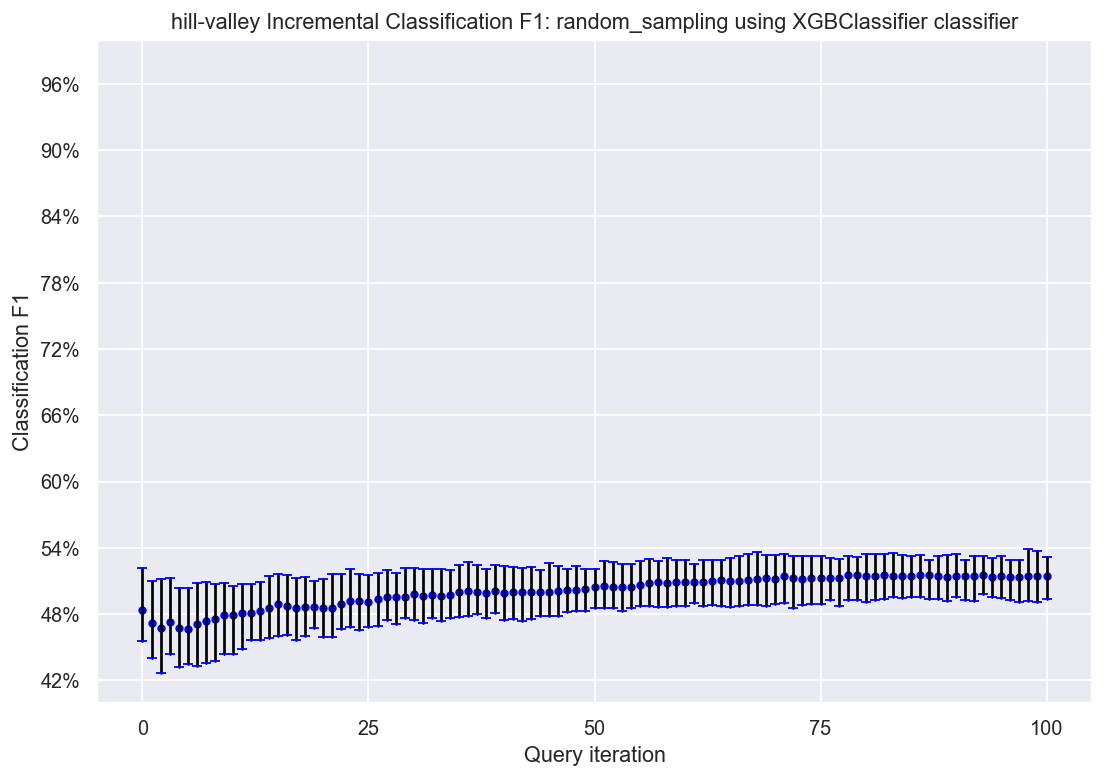 hill-valley Incremental Classification F1: random_sampling using XGBClassifier classifier
96%
90%
84%
78%
72%
66%
60%
54%
48%
42%
Classification F1
0 25 50 75 100
Query iteration